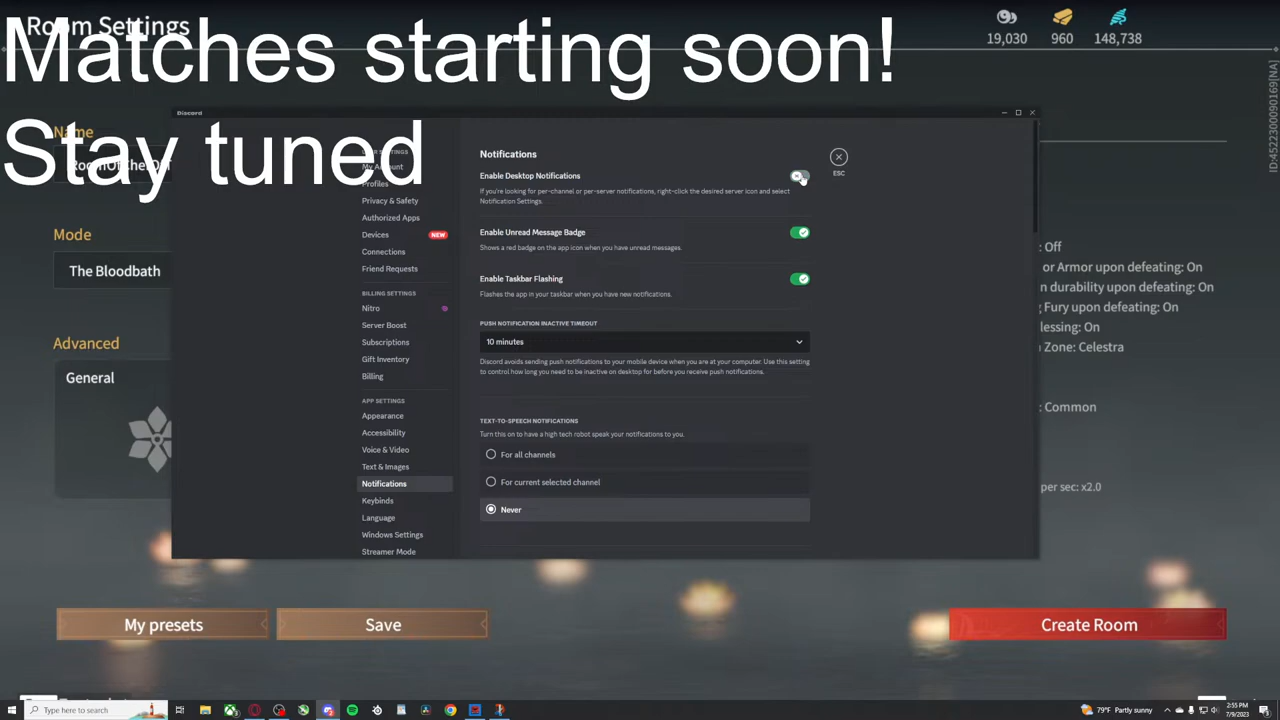 Room Settings
19,030
960
148,738
Matches starting soon!
Stay tuned
ID:4522300090169[NA]
Name
Mode
The Bloodbath
Advanced
General
Discord
My Account
Profiles
Privacy & Safety
Authorized Apps
Devices
NEW
Connections
Friend Requests
BILLING SETTINGS
Nitro
Server Boost
Subscriptions
Gift Inventory
Billing
APP SETTINGS
Appearance
Accessibility
Voice & Video
Text & Images
Notifications
Keybinds
Language
Windows Settings
Streamer Mode
Notifications
ESC
Enable Desktop Notifications
If you're looking for per-channel or per-server notifications, right-click the desired server icon and select
Notification Settings.
Enable Unread Message Badge
Shows a red badge on the app icon when you have unread messages.
Enable Taskbar Flashing
Flashes the app in your taskbar when you have new notifications.
PUSH NOTIFICATION INACTIVE TIMEOUT
10 minutes
Discord avoids sending push notifications to your mobile device when you are at your computer. Use this setting
to control how long you need to be inactive on desktop for before you receive push notifications.
TEXT-TO-SPEECH NOTIFICATIONS
Turn this on to have a high tech robot speak your notifications to you.
For all channels
For current selected channel
Never
: Off
or Armor upon defeating: On
n durability upon defeating: On
g Fury upon defeating: On
lessing: On
n Zone: Celestra
: Common
per sec: x2.0
My presets
Save
Create Room
Type here to search
79°F Partly sunny
2:55 PM
7/9/2023